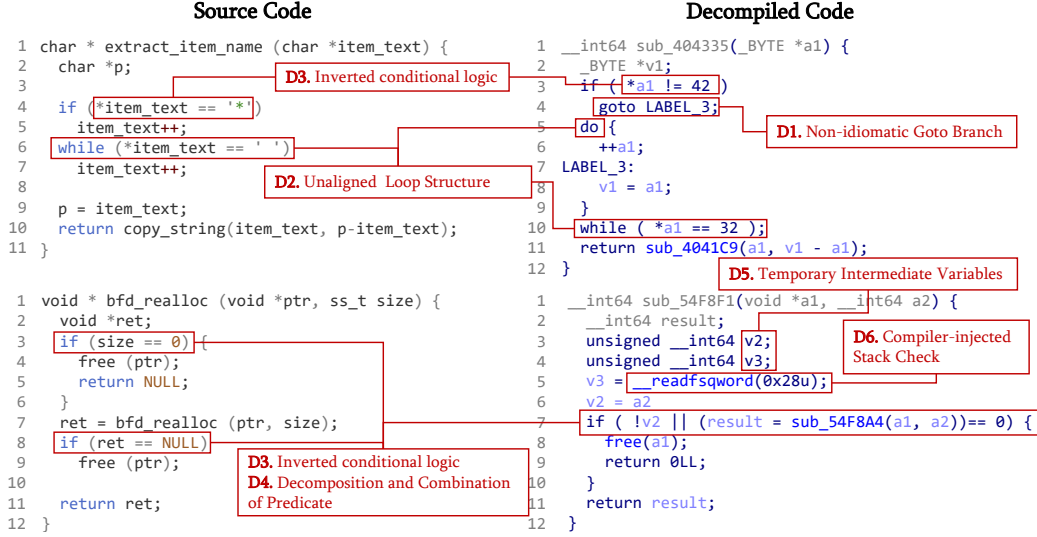 Source Code
1 char * extract_item_name (char *item_text) {
2 char *p;
3
4 if (*item_text == '*')
5 item_text++;
6 while (*item_text == ' ')
7 item_text++;
8
9 p = item_text;
10 return copy_string(item_text, p-item_text);
11 }
Decompiled Code
1 __int64 sub_404335(_BYTE *a1) {
2 _BYTE *v1;
3 if ( *a1 != 42 )
4 goto LABEL_3;
5 do {
6 ++a1;
7 LABEL_3:
8 v1 = a1;
9 }
10 while ( *a1 == 32 );
11 return sub_4041C9(a1, v1 - a1);
12 }
D3. Inverted conditional logic
D1. Non-idiomatic Goto Branch
D2. Unaligned Loop Structure
1 void * bfd_realloc (void *ptr, ss_t size) {
2 void *ret;
3 if (size == 0) {
4 free (ptr);
5 return NULL;
6 }
7 ret = bfd_realloc (ptr, size);
8 if (ret == NULL)
9 free (ptr);
10
11 return ret;
12 }
D5. Temporary Intermediate Variables
1 __int64 sub_54F8F1(void *a1, __int64 a2) {
2 __int64 result;
3 unsigned __int64 v2;
4 unsigned __int64 v3;
5 v3 = __readfsqword(0x28u);
6 v2 = a2
7 if ( !v2 || (result = sub_54F8A4(a1, a2))== 0) {
8 free(a1);
9 return 0LL;
10 }
11 return result;
12 }
D6. Compiler-injected
Stack Check
D3. Inverted conditional logic
D4. Decomposition and Combination
of Predicate